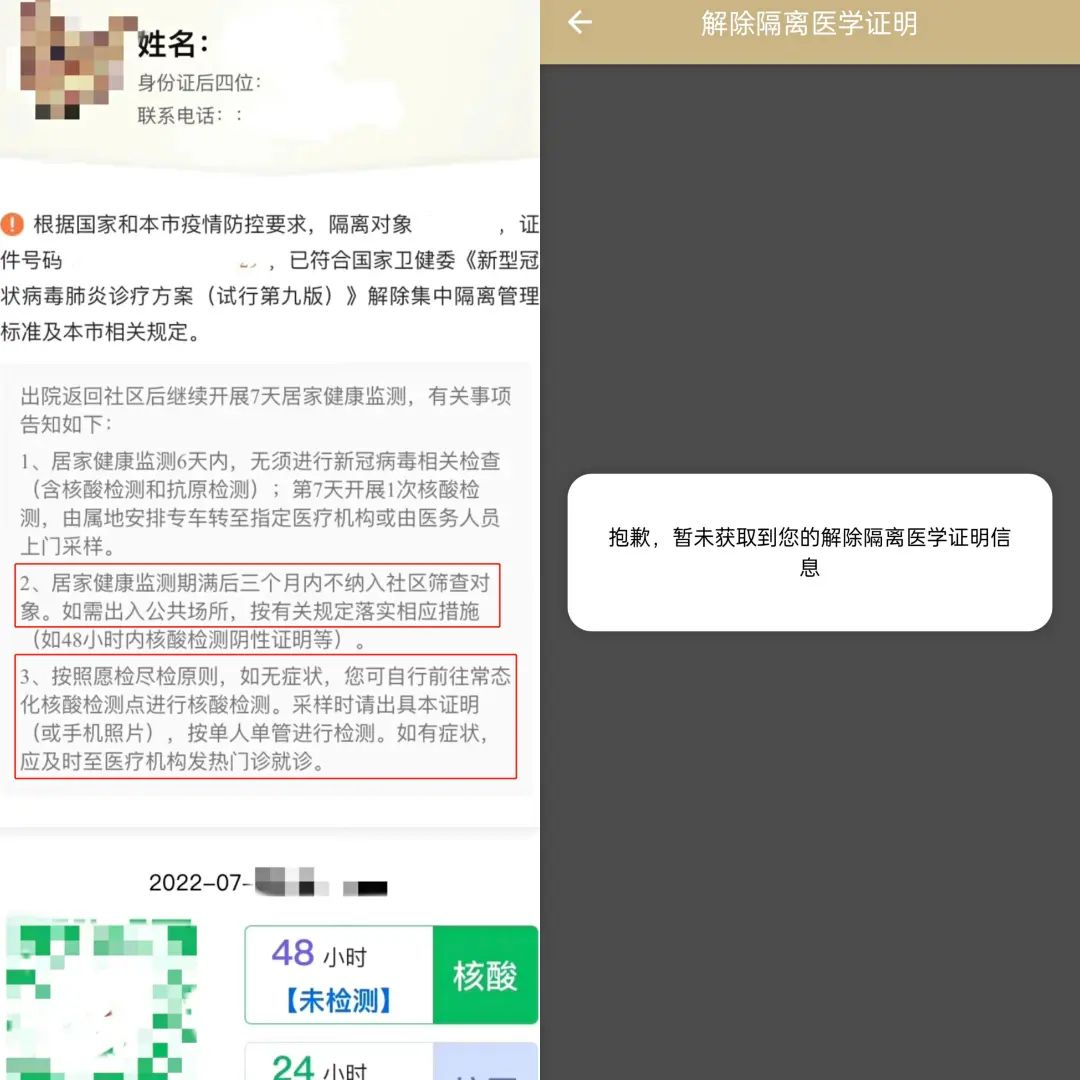 姓名：
身份证后四位：
联系电话：：
根据国家和本市疫情防控要求，隔离对象 ，证
件号码 ，已符合国家卫健委《新型冠
状病毒肺炎诊疗方案（试行第九版）》解除集中隔离管理
标准及本市相关规定。
出院返回社区后继续开展7天居家健康监测，有关事项
告知如下：
1、居家健康监测6天内，无须进行新冠病毒相关检查
（含核酸检测和抗原检测）；第7天开展1次核酸检
测，由属地安排专车转至指定医疗机构或由医务人员
上门采样。
2、居家健康监测期满后三个月内不纳入社区筛查对
象。如需出入公共场所，按有关规定落实相应措施
（如48小时内核酸检测阴性证明等）。
3、按照愿检尽检原则，如无症状，您可自行前往常态
化核酸检测点进行核酸检测。采样时请出具本证明
（或手机照片），按单人单管进行检测。如有症状，
应及时至医疗机构发热门诊就诊。
2022-07-
48 小时
【未检测】
核酸
24 小时
解除隔离医学证明
抱歉，暂未获取到您的解除隔离医学证明信
息